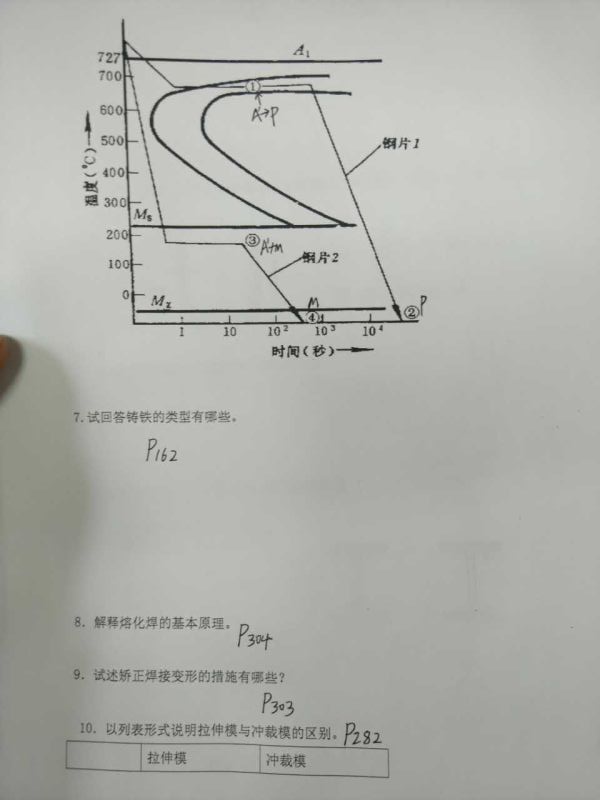 A₁
727
700
①
A→P
600
500
钢片1
400
300
Ms
200
③ A+M
钢片2
100
0
Mz
M
④
② P
1 10 10² 10³ 10⁴
温度(℃)
时间(秒)
7.试回答铸铁的类型有哪些。
P162
8. 解释熔化焊的基本原理。
P304
9. 试述矫正焊接变形的措施有哪些?
P303
10. 以列表形式说明拉伸模与冲裁模的区别。 P282
拉伸模 冲裁模